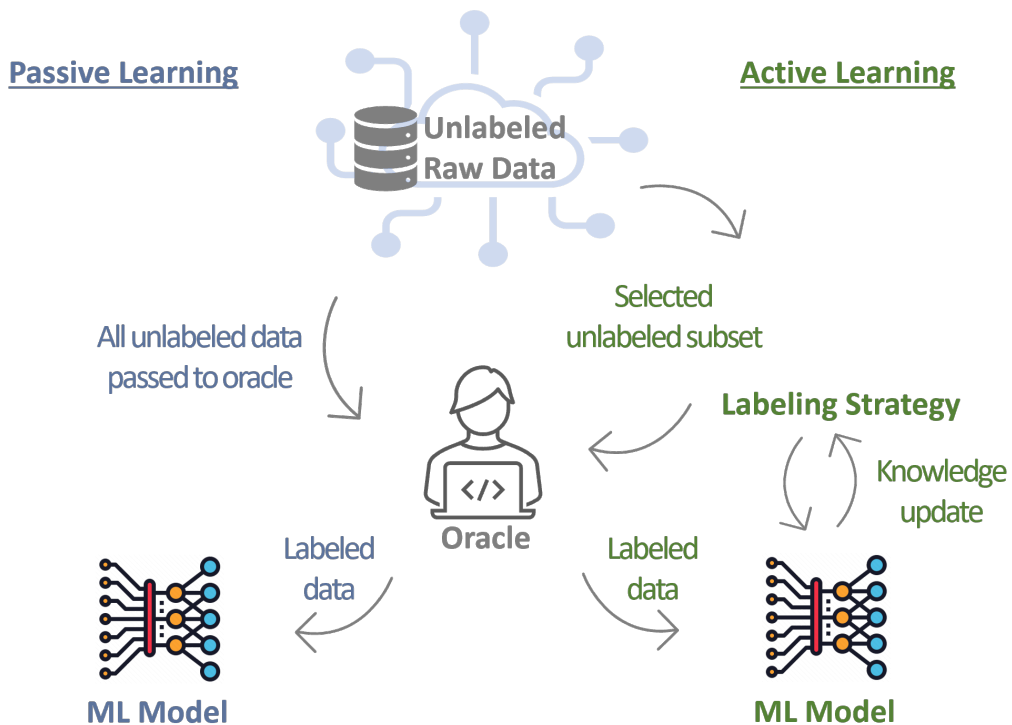 Passive Learning
Active Learning
Unlabeled
Raw Data
All unlabeled data
passed to oracle
Selected
unlabeled subset
Labeling Strategy
Knowledge
update
</>
Oracle
Labeled
data
Labeled
data
ML Model
ML Model